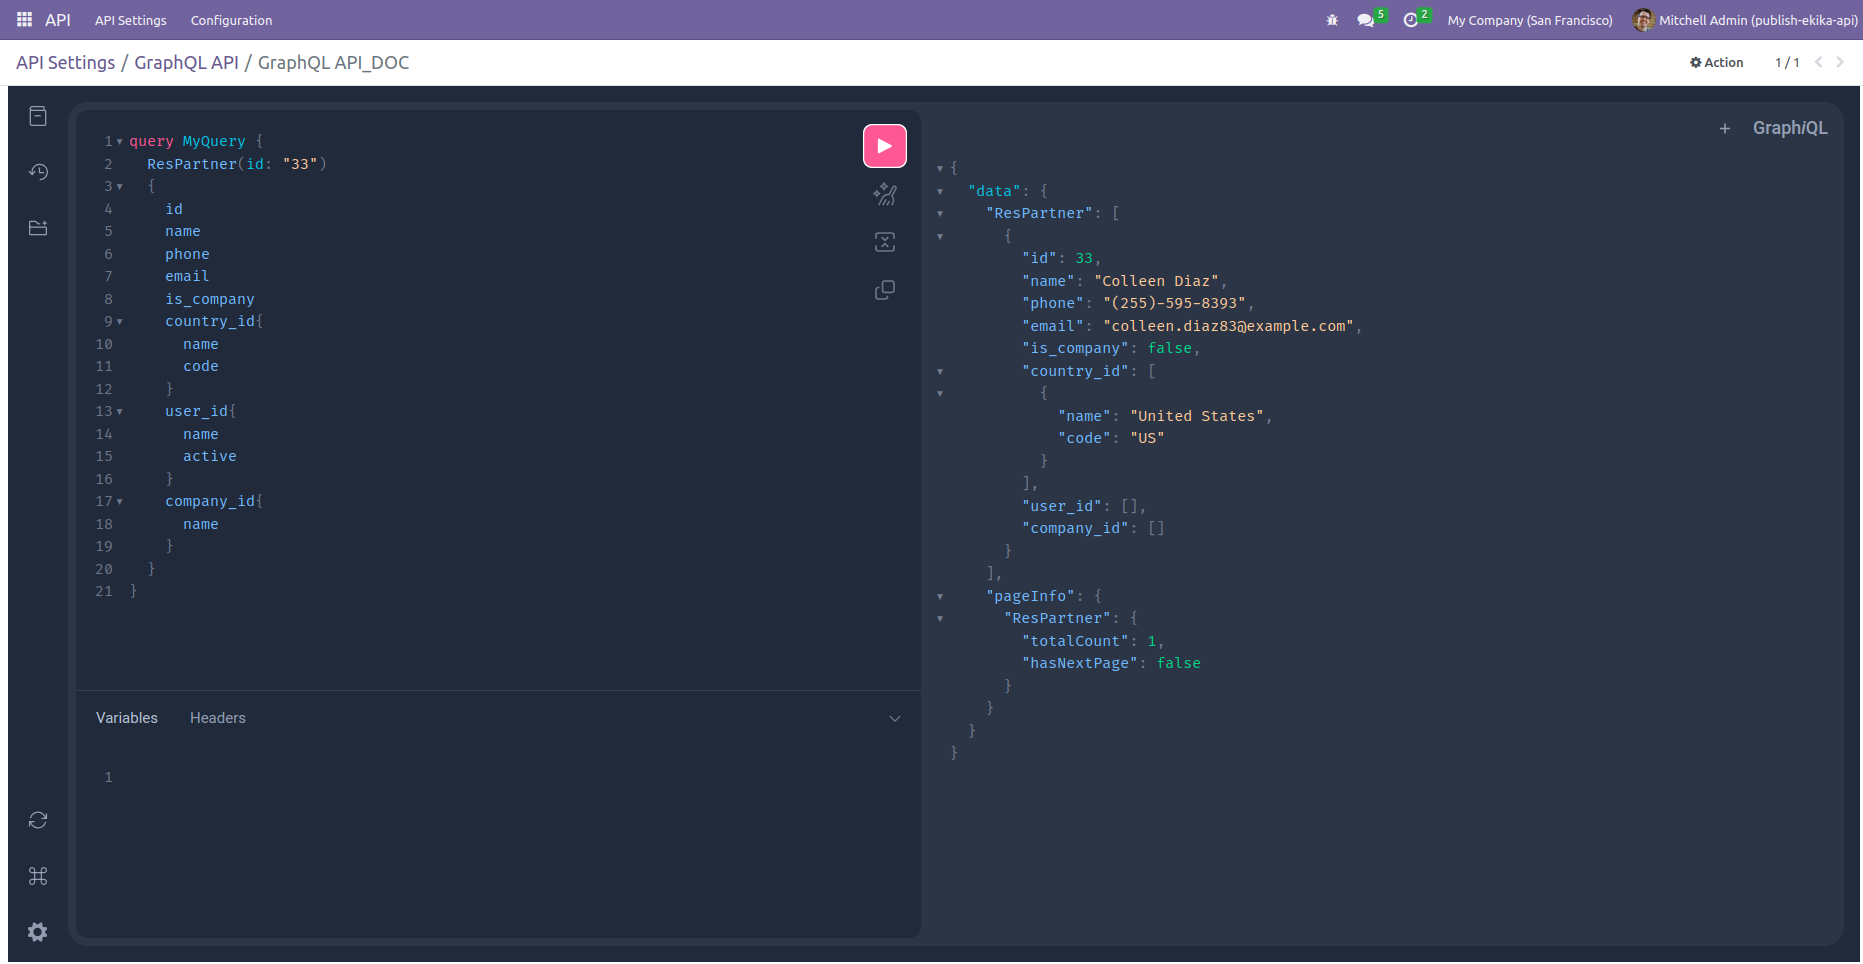 API API Settings Configuration 5 2 My Company (San Francisco) Mitchell Admin (publish-ekika-api)
API Settings / GraphQL API / GraphQL API_DOC Action 1 / 1
1 query MyQuery {
2 ResPartner(id: "33")
3 {
4 id
5 name
6 phone
7 email
8 is_company
9 country_id{
10 name
11 code
12 }
13 user_id{
14 name
15 active
16 }
17 company_id{
18 name
19 }
20 }
21 }
Variables Headers
1
+ GraphiQL
{
"data": {
"ResPartner": [
{
"id": 33,
"name": "Colleen Diaz",
"phone": "(255)-595-8393",
"email": "colleen.diaz83@example.com",
"is_company": false,
"country_id": [
{
"name": "United States",
"code": "US"
}
],
"user_id": [],
"company_id": []
}
],
"pageInfo": {
"ResPartner": {
"totalCount": 1,
"hasNextPage": false
}
}
}
}